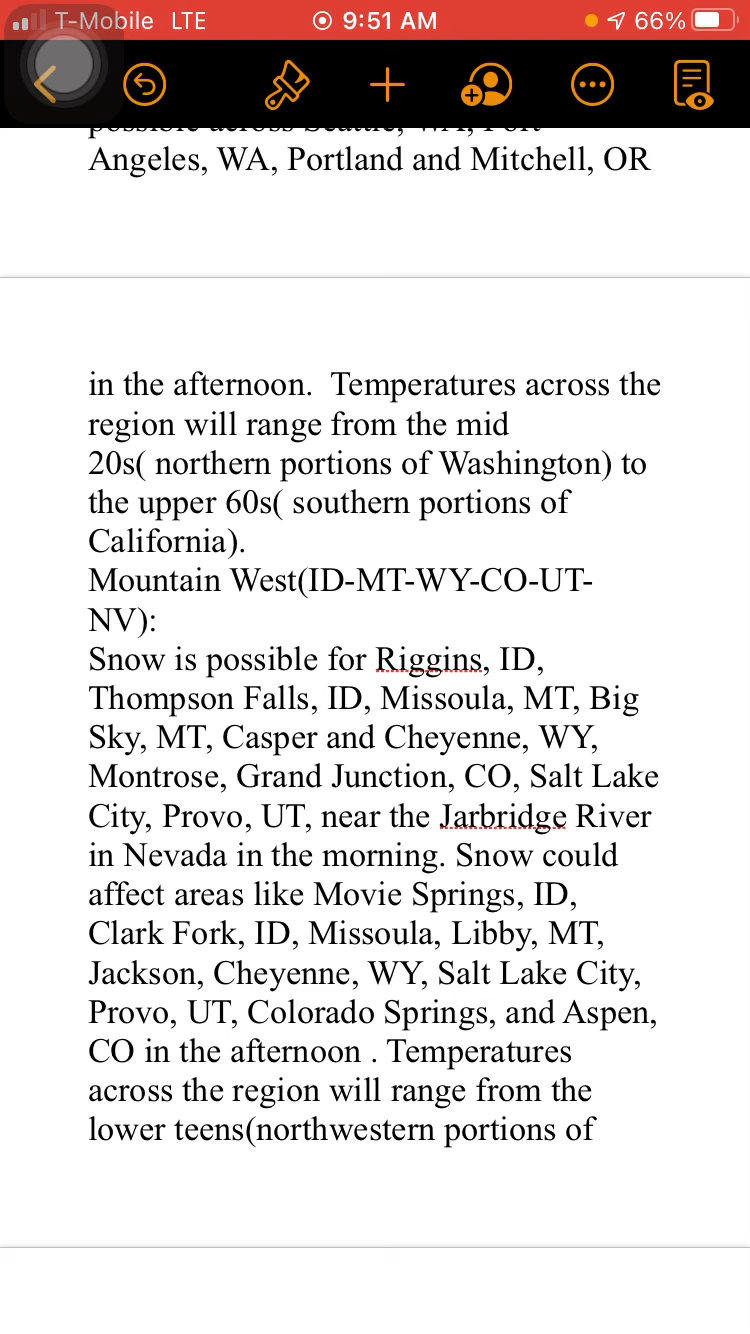 T-Mobile LTE 9:51 AM 66%
Angeles, WA, Portland and Mitchell, OR
in the afternoon.  Temperatures across the
region will range from the mid
20s( northern portions of Washington) to
the upper 60s( southern portions of
California).
Mountain West(ID-MT-WY-CO-UT-
NV):
Snow is possible for Riggins, ID,
Thompson Falls, ID, Missoula, MT, Big
Sky, MT, Casper and Cheyenne, WY,
Montrose, Grand Junction, CO, Salt Lake
City, Provo, UT, near the Jarbridge River
in Nevada in the morning. Snow could
affect areas like Movie Springs, ID,
Clark Fork, ID, Missoula, Libby, MT,
Jackson, Cheyenne, WY, Salt Lake City,
Provo, UT, Colorado Springs, and Aspen,
CO in the afternoon . Temperatures
across the region will range from the
lower teens(northwestern portions of